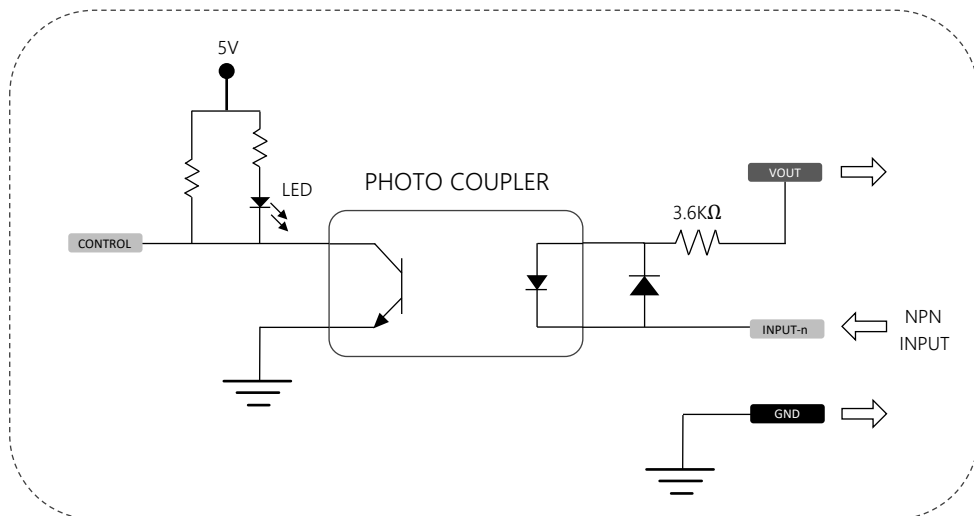 5V
LED
PHOTO COUPLER
VOUT
3.6KΩ
CONTROL
INPUT-n
NPN
INPUT
GND